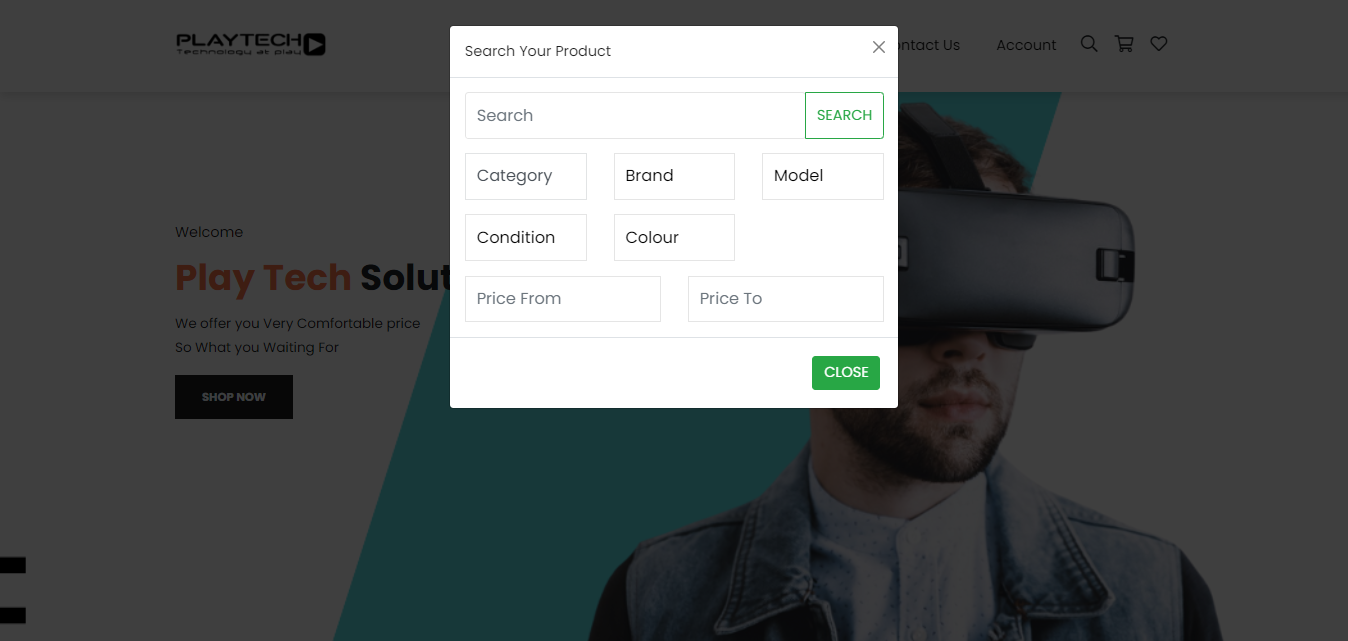 PLAYTECH
Technology at play
ontact Us
Account
Search Your Product
Search
SEARCH
Category
Brand
Model
Condition
Colour
Price From
Price To
CLOSE
Welcome
Play Tech Solut
We offer you Very Comfortable price
So What you Waiting For
SHOP NOW